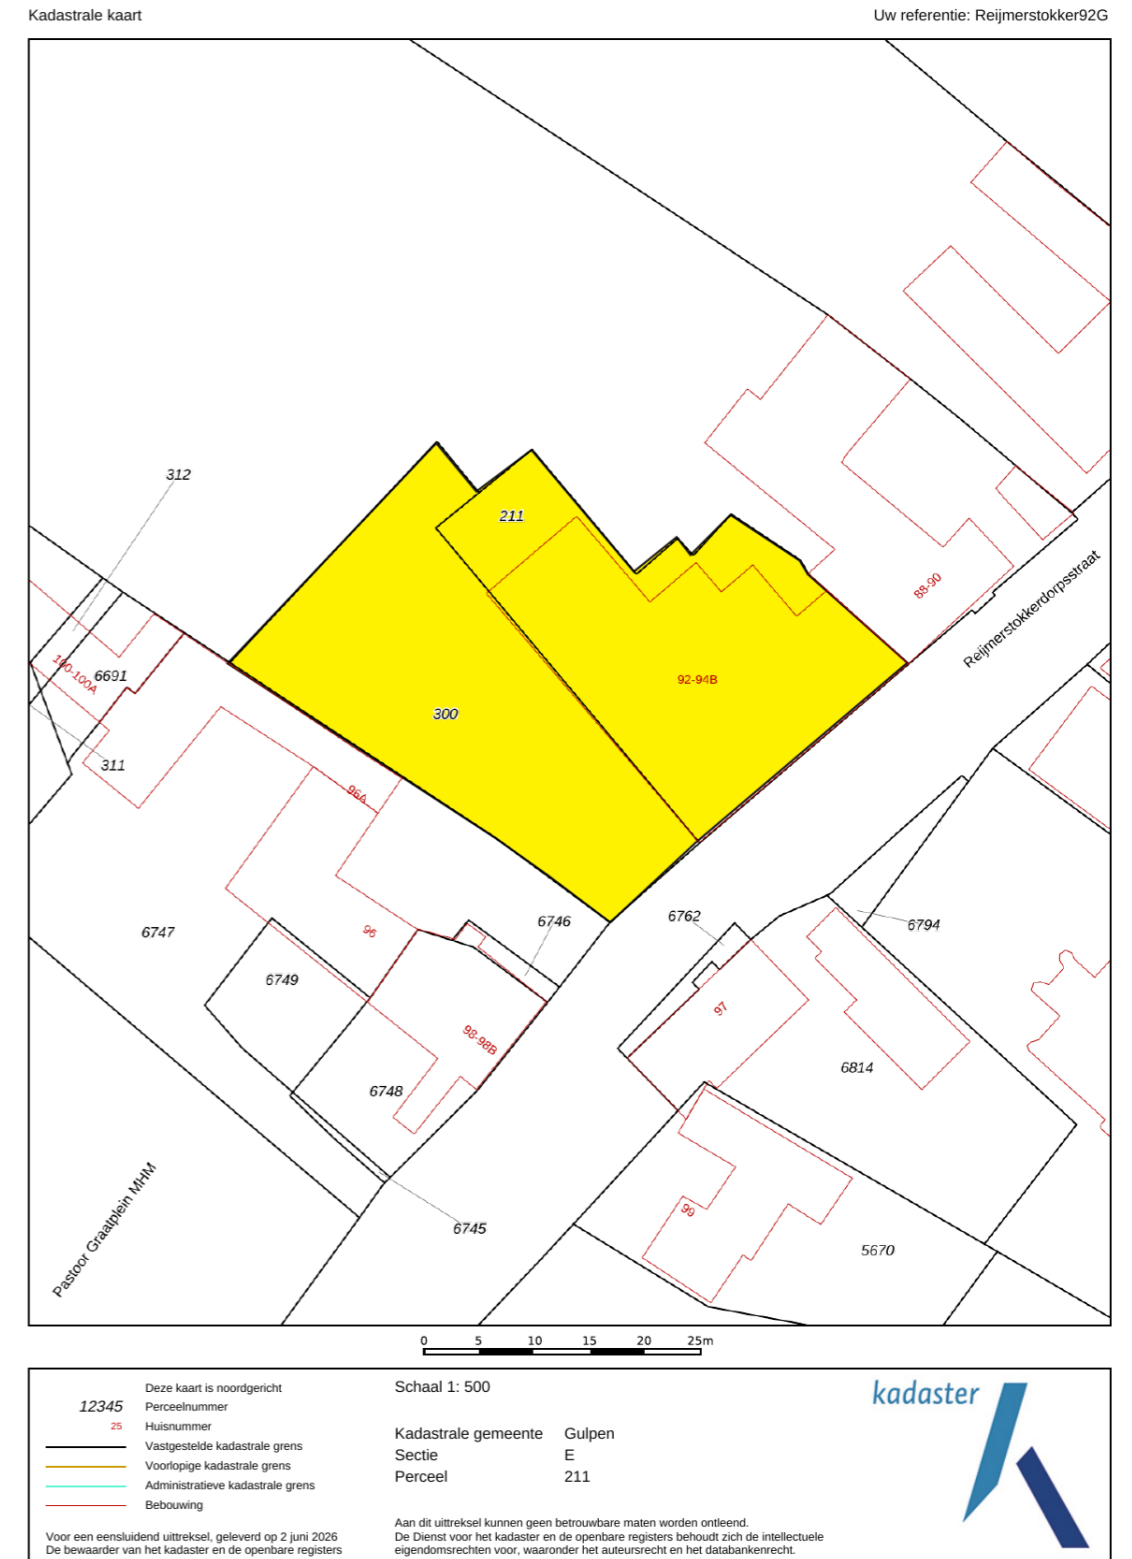 Kadastrale kaart
Uw referentie: Reijmerstokker92G
312
211
88-90
Reijmerstokkerdorpsstraat
100-100A
6691
92-94B
300
311
96A
6747
96
6746
6762
6794
6749
98-98B
97
6748
6814
Pastoor Graatplein MHM
6745
99
5670
0 5 10 15 20 25m
Deze kaart is noordgericht
12345 Perceelnummer
25 Huisnummer
Vastgestelde kadastrale grens
Voorlopige kadastrale grens
Administratieve kadastrale grens
Bebouwing
Voor een eensluidend uittreksel, geleverd op 2 juni 2026
De bewaarder van het kadaster en de openbare registers
Schaal 1: 500
Kadastrale gemeente Gulpen
Sectie E
Perceel 211
Aan dit uittreksel kunnen geen betrouwbare maten worden ontleend.
De Dienst voor het kadaster en de openbare registers behoudt zich de intellectuele
eigendomsrechten voor, waaronder het auteursrecht en het databankenrecht.
kadaster